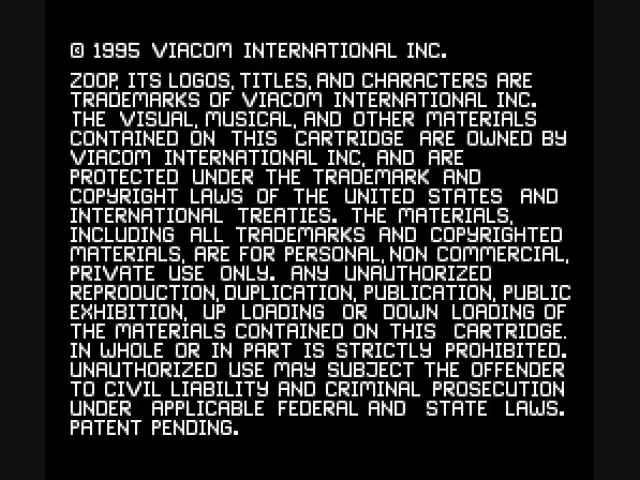 © 1995 VIACOM INTERNATIONAL INC.
ZOOP, ITS LOGOS, TITLES, AND CHARACTERS ARE
TRADEMARKS OF VIACOM INTERNATIONAL INC.
THE VISUAL, MUSICAL, AND OTHER MATERIALS
CONTAINED ON THIS CARTRIDGE ARE OWNED BY
VIACOM INTERNATIONAL INC, AND ARE
PROTECTED UNDER THE TRADEMARK AND
COPYRIGHT LAWS OF THE UNITED STATES AND
INTERNATIONAL TREATIES. THE MATERIALS,
INCLUDING ALL TRADEMARKS AND COPYRIGHTED
MATERIALS, ARE FOR PERSONAL, NON COMMERCIAL,
PRIVATE USE ONLY. ANY UNAUTHORIZED
REPRODUCTION, DUPLICATION, PUBLICATION, PUBLIC
EXHIBITION, UP LOADING OR DOWN LOADING OF
THE MATERIALS CONTAINED ON THIS CARTRIDGE.
IN WHOLE OR IN PART IS STRICTLY PROHIBITED.
UNAUTHORIZED USE MAY SUBJECT THE OFFENDER
TO CIVIL LIABILITY AND CRIMINAL PROSECUTION
UNDER APPLICABLE FEDERAL AND STATE LAWS.
PATENT PENDING.